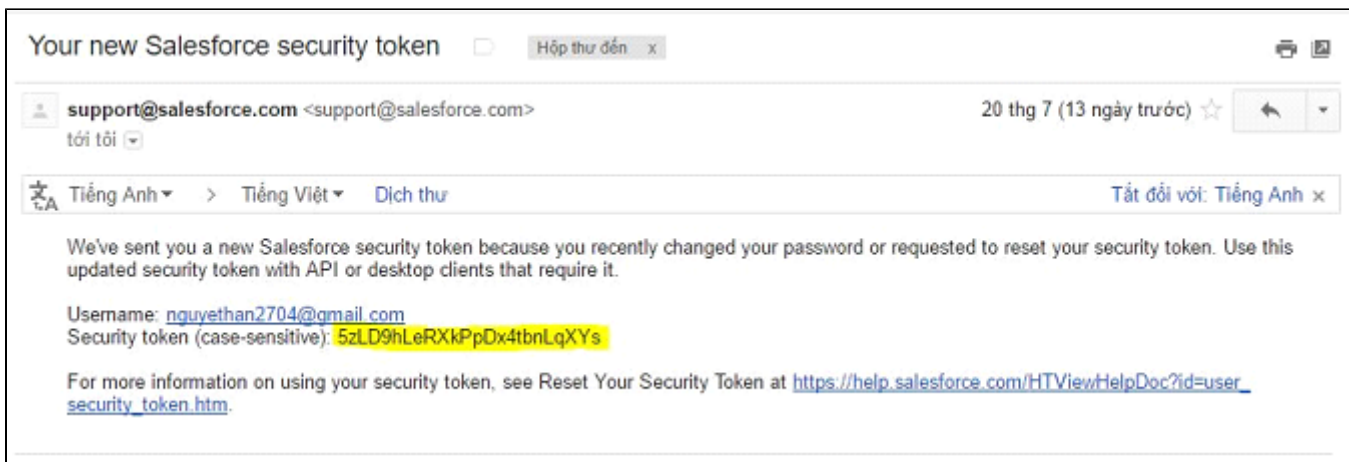 Your new Salesforce security token
Hộp thư đến x
support@salesforce.com <support@salesforce.com>
20 thg 7 (13 ngày trước)
tới tôi
Tiếng Anh > Tiếng Việt Dịch thư
Tắt đối với: Tiếng Anh x
We've sent you a new Salesforce security token because you recently changed your password or requested to reset your security token. Use this
updated security token with API or desktop clients that require it.
Username: nguyethan2704@gmail.com
Security token (case-sensitive): 5zLD9hLeRXkPpDx4tbnLqXYs
For more information on using your security token, see Reset Your Security Token at https://help.salesforce.com/HTViewHelpDoc?id=user_
security_token.htm.